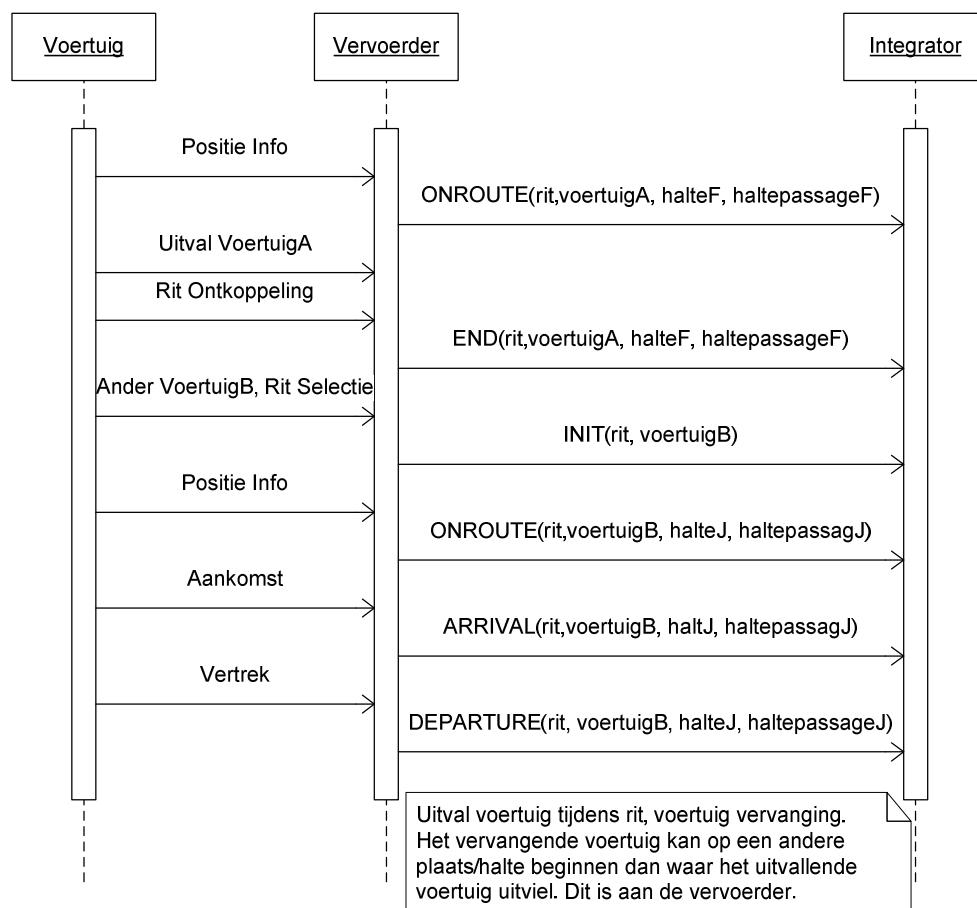 Voertuig
Vervoerder
Integrator
Positie Info
ONROUTE(rit,voertuigA, halteF, haltepassageF)
Uitval VoertuigA
Rit Ontkoppeling
END(rit,voertuigA, halteF, haltepassageF)
Ander VoertuigB, Rit Selectie
INIT(rit, voertuigB)
Positie Info
ONROUTE(rit,voertuigB, halteJ, haltepassagJ)
Aankomst
ARRIVAL(rit,voertuigB, haltJ, haltepassagJ)
Vertrek
DEPARTURE(rit, voertuigB, halteJ, haltepassageJ)
Uitval voertuig tijdens rit, voertuig vervanging.
Het vervangende voertuig kan op een andere
plaats/halte beginnen dan waar het uitvallende
voertuig uitviel. Dit is aan de vervoerder.